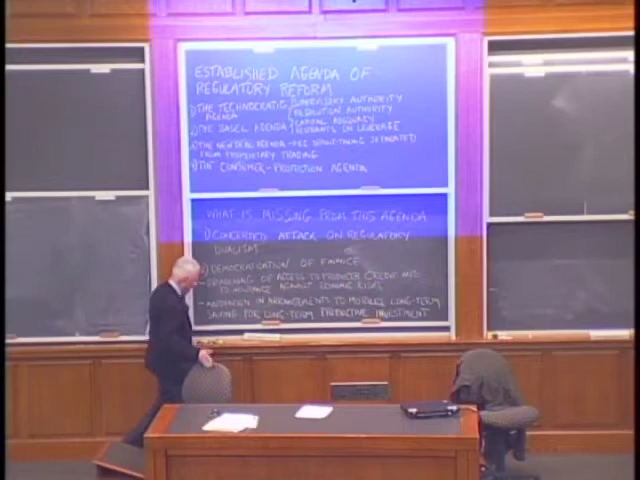 ESTABLISHED AGENDA OF
REGULATORY REFORM
1) THE TECHNOCRATIC AGENDA
SUPERVISORY AUTHORITY
RESOLUTION AUTHORITY
2) THE BASEL AGENDA
CAPITAL ADEQUACY
ON LEVERAGE
3) THE NEW DEAL AGENDA - SEPARATED
FROM PROPRIETARY TRADING
4) THE CONSUMER-PROTECTION AGENDA
WHAT IS MISSING FROM THIS AGENDA
1) CONCERTED ATTACK ON REGULATORY
DUALISM
2) DEMOCRATIZATION OF FINANCE
- BROADENING OF ACCESS TO PRODUCER CREDIT AND
TO INSURANCE AGAINST ECONOMIC RISKS
- INNOVATION IN ARRANGEMENTS TO MOBILIZE LONG-TERM
SAVING FOR LONG-TERM PRODUCTIVE INVESTMENT